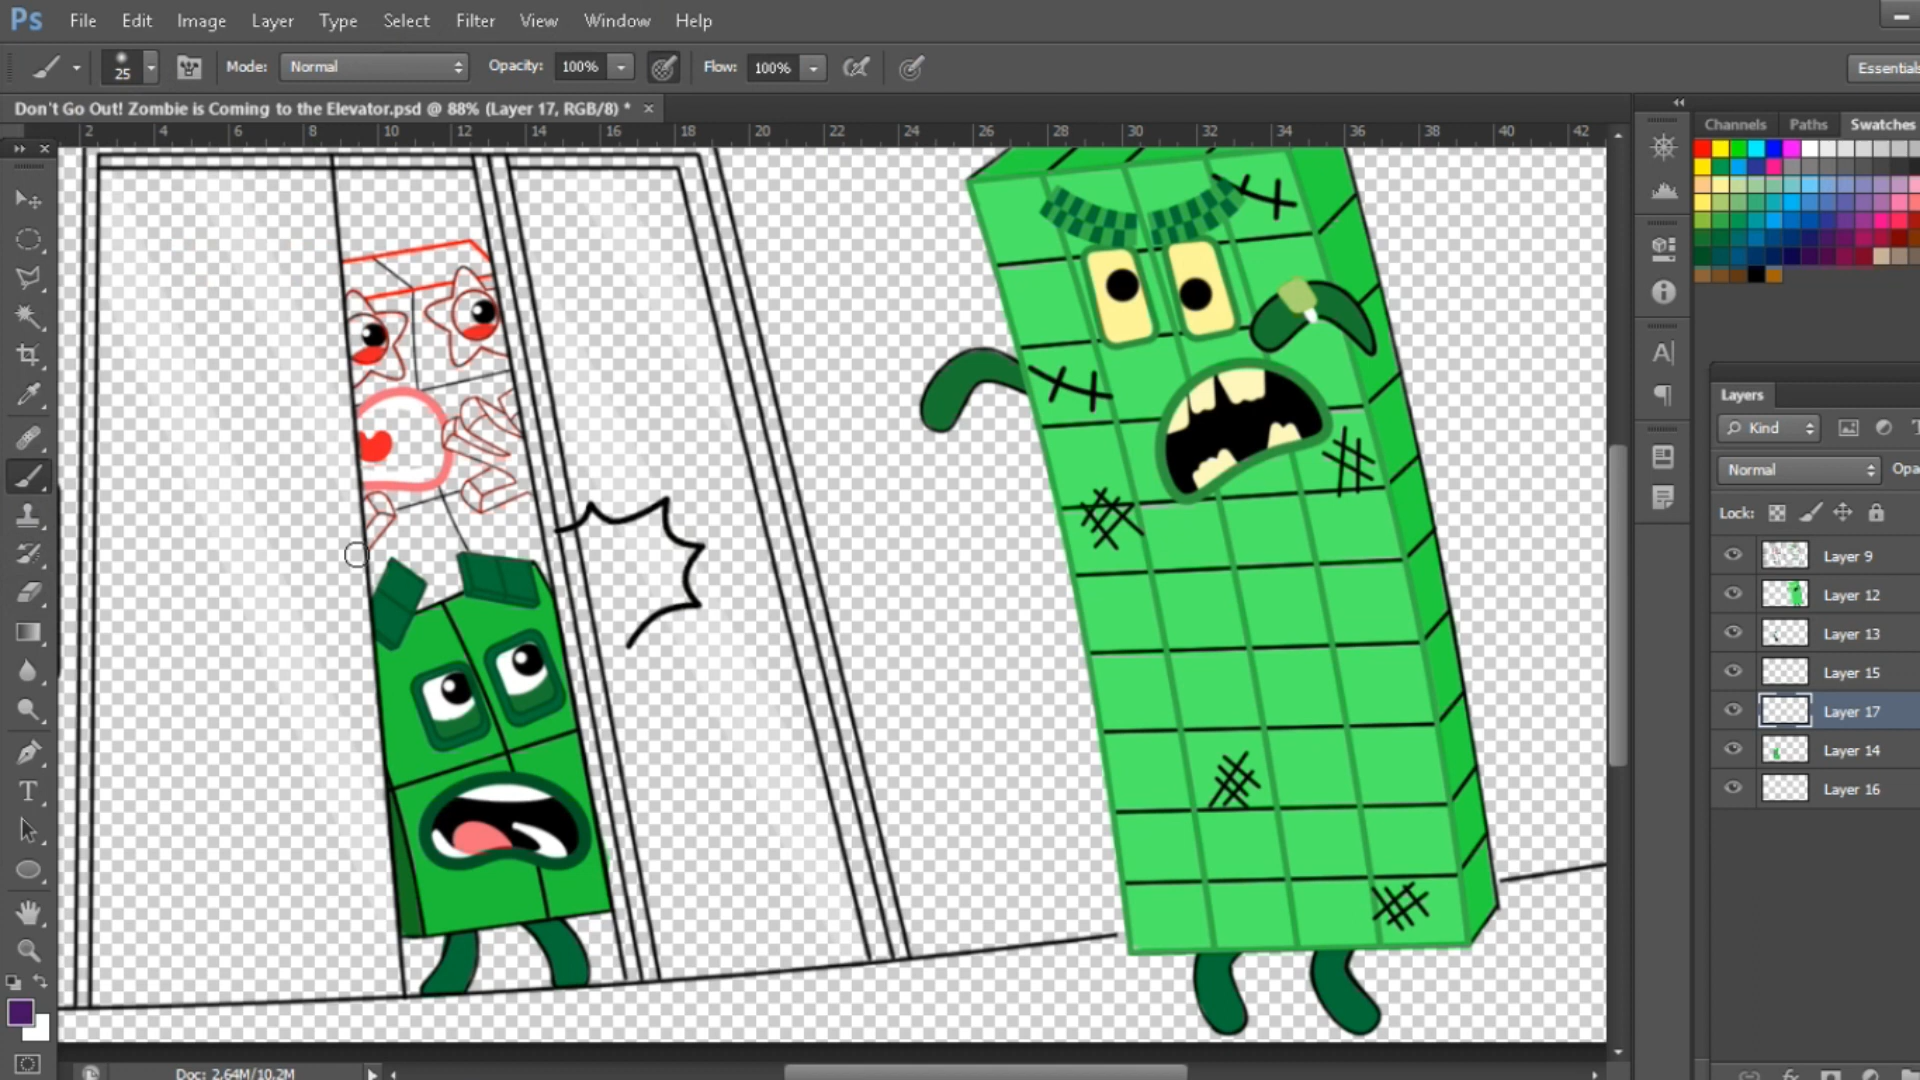 Ps File Edit Image Layer Type Select Filter View Window Help
25 Mode: Normal Opacity: 100% Flow: 100% Essentials
Don't Go Out! Zombie is Coming to the Elevator.psd @ 88% (Layer 17, RGB/8) * ×
2 4 6 8 10 12 14 16 18 20 22 24 26 28 30 32 34 36 38 40 42
Channels Paths Swatches
Layers
Kind
Normal Opa
Lock:
Layer 9
Layer 12
Layer 13
Layer 15
Layer 17
Layer 14
Layer 16
Doc: 2.64M/10.2M